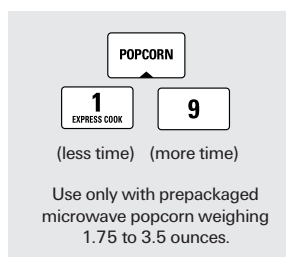 POPCORN
1 9
EXPRESS COOK
(less time) (more time)
Use only with prepackaged
microwave popcorn weighing
1.75 to 3.5 ounces.